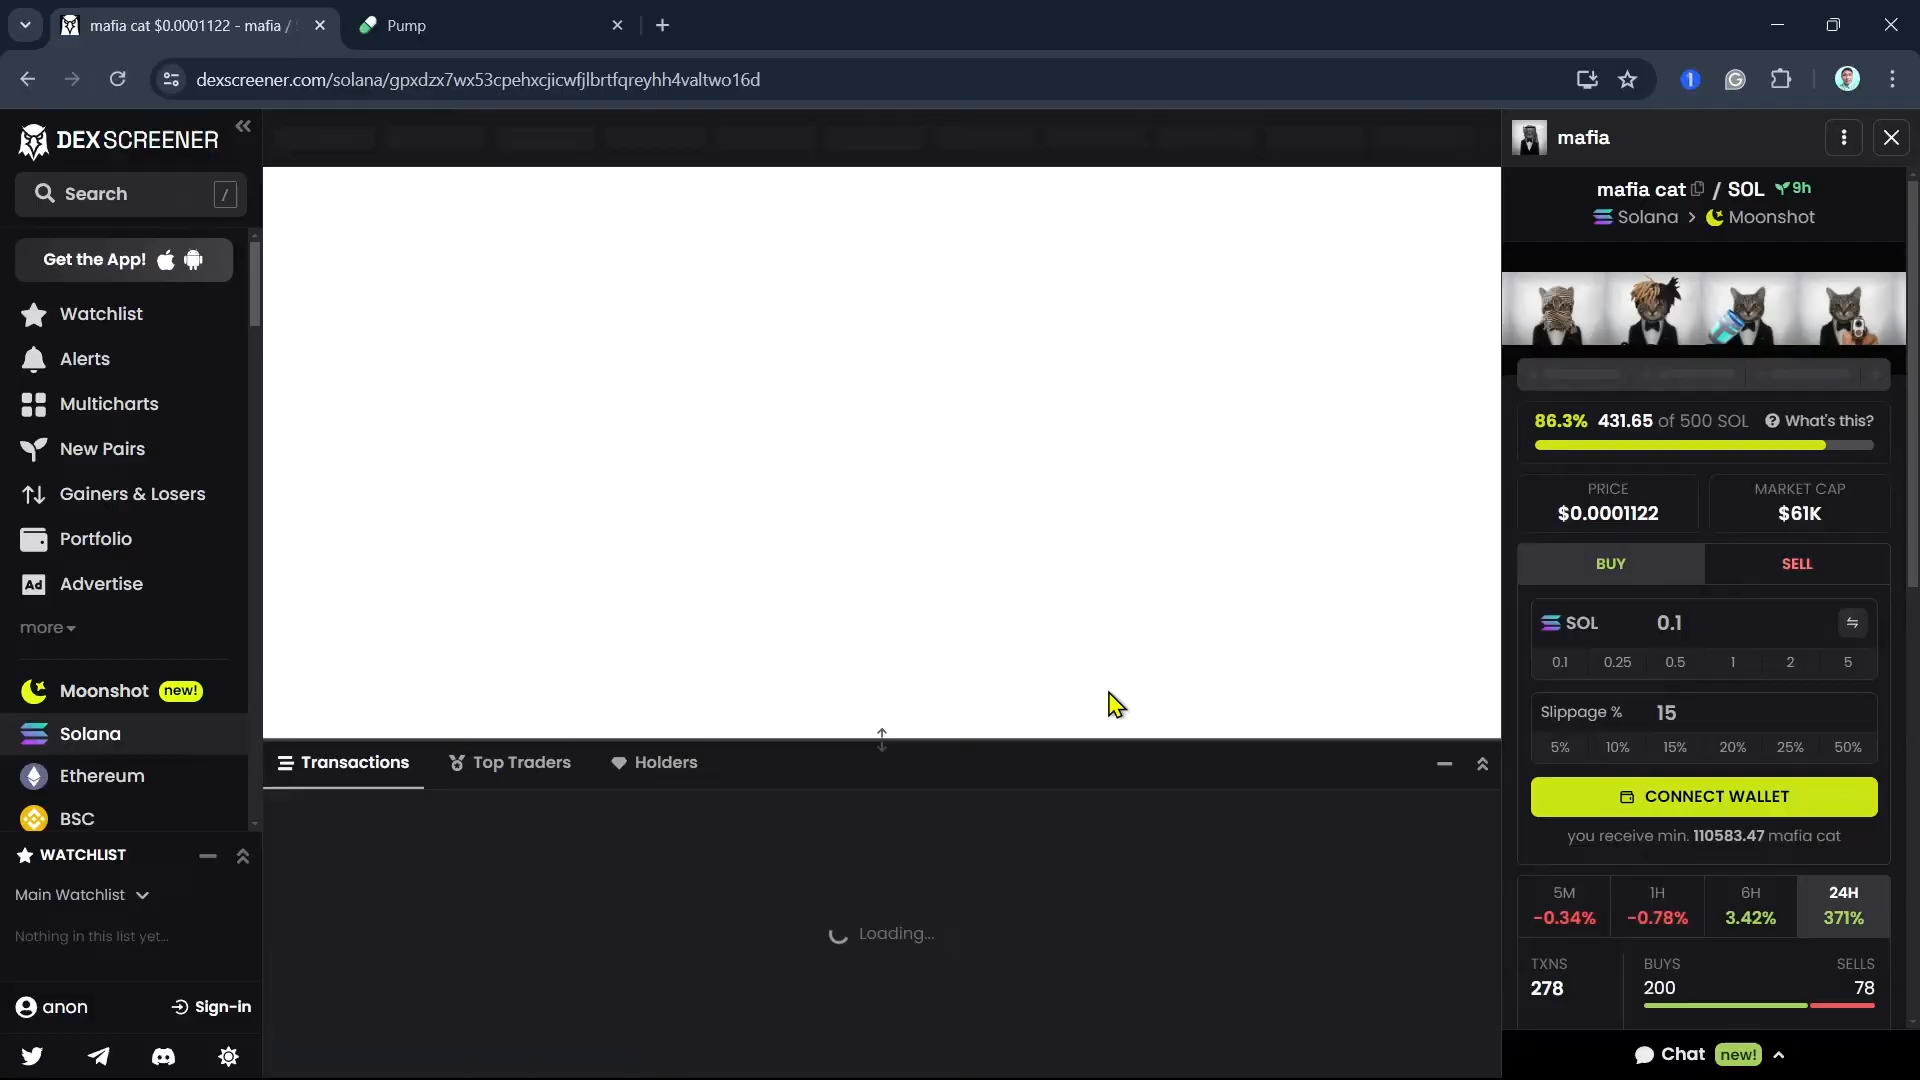 mafia cat $0.0001122 - mafia /
Pump
dexscreener.com/solana/gpxdzx7wx53cpehxcjicwfjlbrtfqreyhh4valtwo16d
DEX SCREENER
Search /
Get the App!
Watchlist
Alerts
Multicharts
New Pairs
Gainers & Losers
Portfolio
Ad Advertise
more
Moonshot new!
Solana
Ethereum
BSC
WATCHLIST
Main Watchlist
Nothing in this list yet...
anon Sign-in
Transactions Top Traders Holders
Loading...
mafia
mafia cat / SOL 9h
Solana > Moonshot
86.3% 431.65 of 500 SOL What's this?
PRICE MARKET CAP
$0.0001122 $61K
BUY SELL
SOL 0.1
0.1 0.25 0.5 1 2 5
Slippage % 15
5% 10% 15% 20% 25% 50%
CONNECT WALLET
you receive min. 110583.47 mafia cat
5M 1H 6H 24H
-0.34% -0.78% 3.42% 371%
TXNS BUYS SELLS
278 200 78
Chat new!